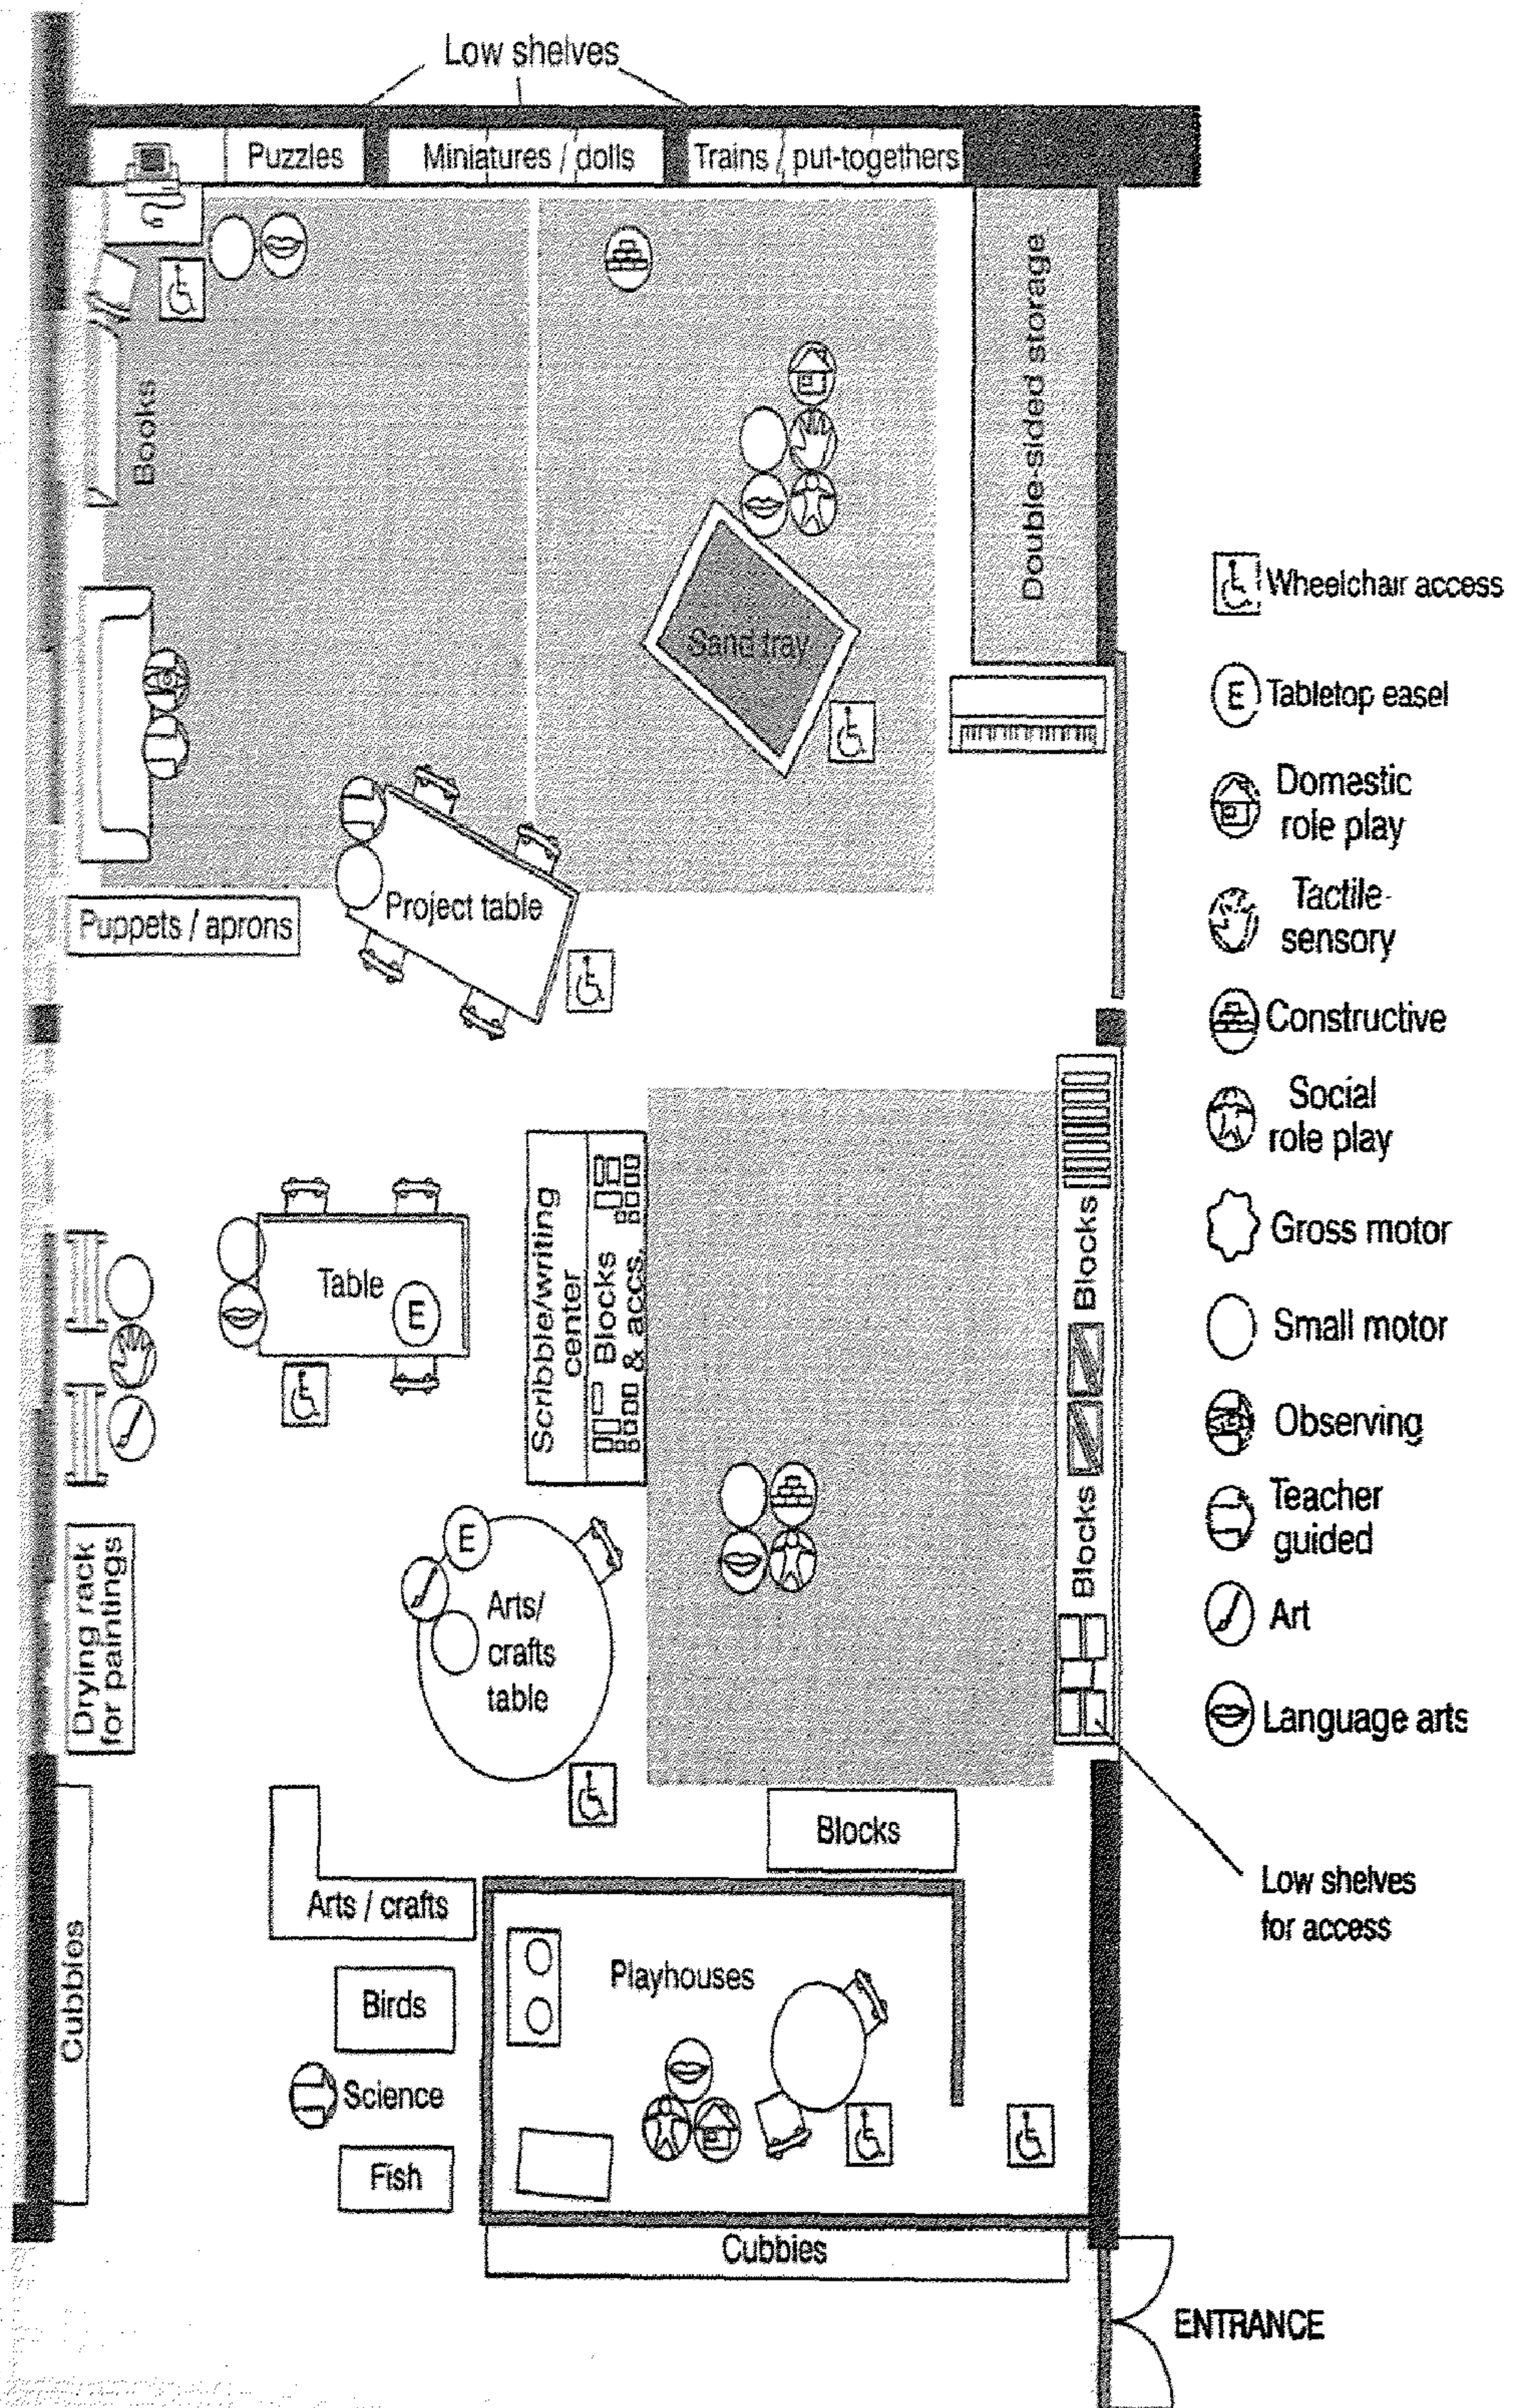 Low shelves
Puzzles
Miniatures / dolls
Trains / put-togethers
Books
Double-sided storage
Sand tray
Puppets / aprons
Project table
Scribble/writing
center
Blocks
& accs.
Table
E
Blocks
Blocks
Drying rack
for paintings
E
Arts/
crafts
table
Blocks
Arts / crafts
Playhouses
Birds
Science
Fish
Cubbies
Cubbies
ENTRANCE
Wheelchair access
E Tabletop easel
Domestic
role play
Tactile-
sensory
Constructive
Social
role play
Gross motor
Small motor
Observing
Teacher
guided
Art
Language arts
Low shelves
for access